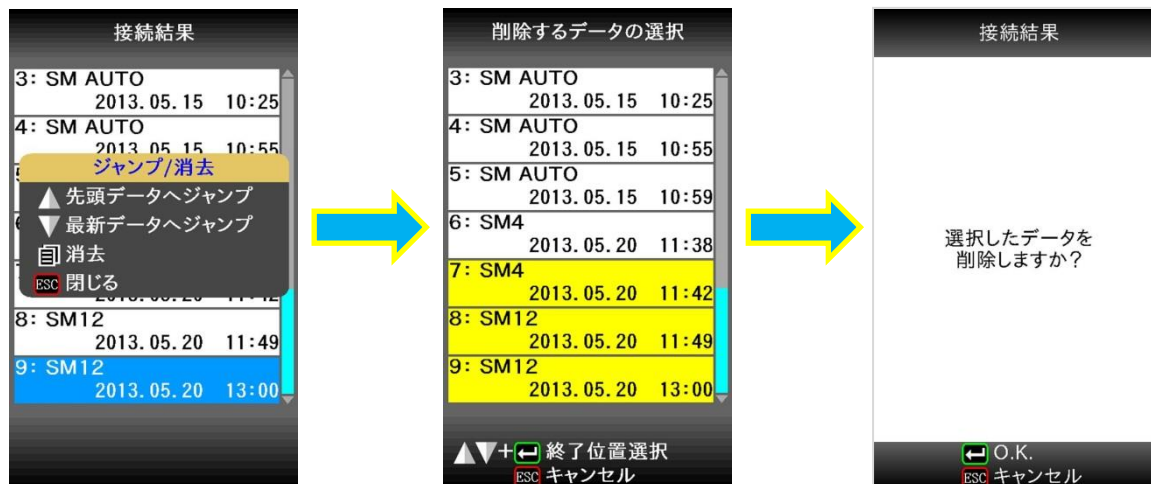 接続結果
3: SM AUTO
2013.05.15 10:25
4: SM AUTO
2013.05.15 10:55
ジャンプ/消去
先頭データへジャンプ
最新データへジャンプ
消去
ESC 閉じる
8: SM12
2013.05.20 11:49
9: SM12
2013.05.20 13:00
削除するデータの選択
3: SM AUTO
2013.05.15 10:25
4: SM AUTO
2013.05.15 10:55
5: SM AUTO
2013.05.15 10:59
6: SM4
2013.05.20 11:38
7: SM4
2013.05.20 11:42
8: SM12
2013.05.20 11:49
9: SM12
2013.05.20 13:00
+ 終了位置選択
ESC キャンセル
接続結果
選択したデータを
削除しますか?
O.K.
ESC キャンセル